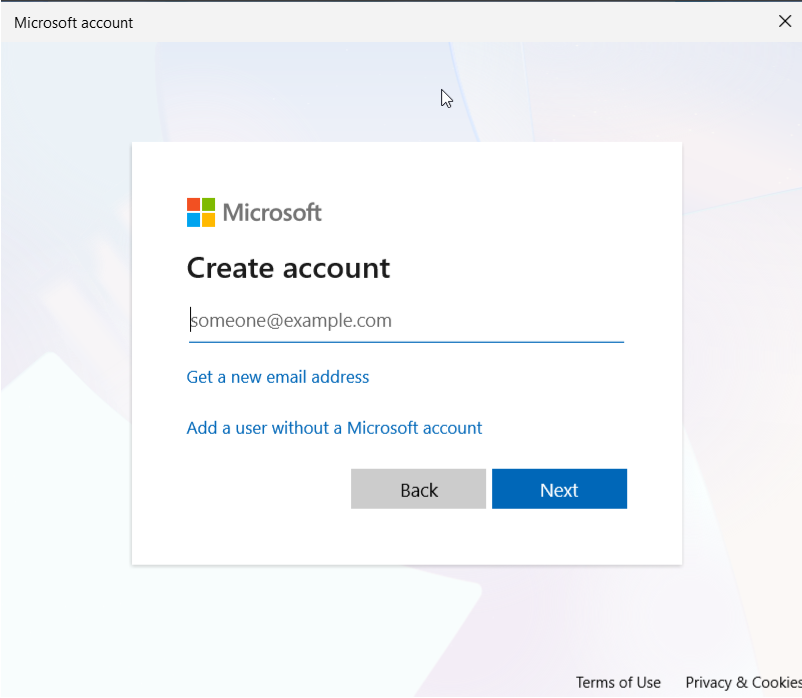 Microsoft account
Microsoft
Create account
someone@example.com
Get a new email address
Add a user without a Microsoft account
Back Next
Terms of Use Privacy & Cookies